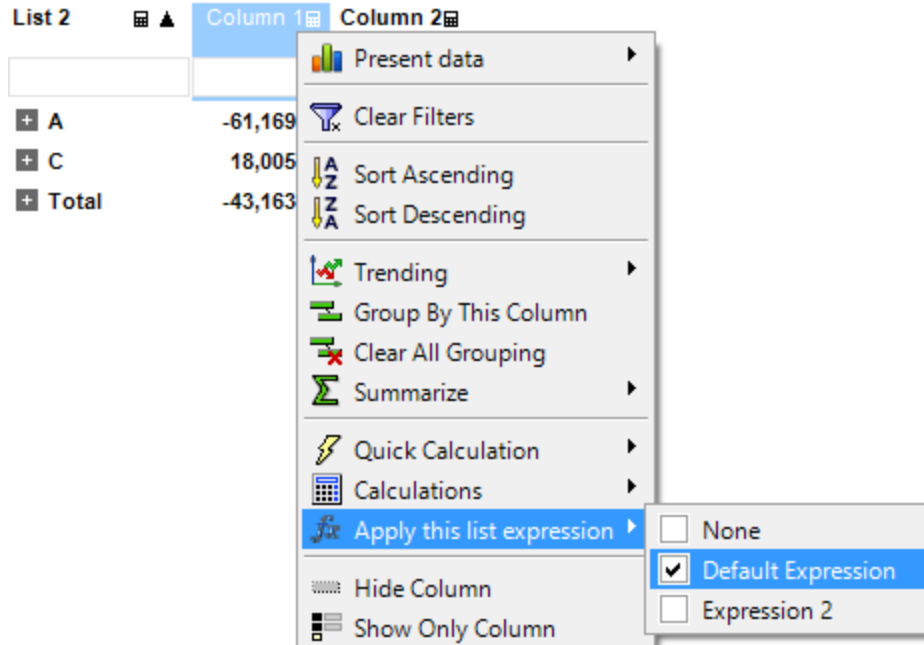 List 2 Column 1 Column 2
Present data
Clear Filters
A -61,169
C 18,005
Sort Ascending
Total -43,163
Sort Descending
Trending
Group By This Column
Clear All Grouping
Summarize
Quick Calculation
Calculations
Apply this list expression
None
Default Expression
Expression 2
Hide Column
Show Only Column